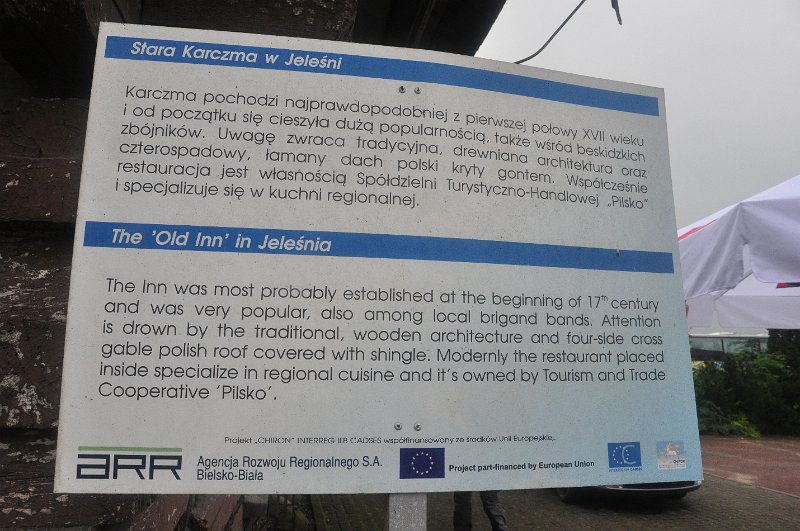 Stara Karczma w Jeleśni
Karczma pochodzi najprawdopodobniej z pierwszej połowy XVII wieku
i od początku się cieszyła dużą popularnością, także wśród beskidzkich
zbójników. Uwagę zwraca tradycyjna, drewniana architektura oraz
czterospadowy, łamany dach polski kryty gontem. Współcześnie
restauracja jest własnością Spółdzielni Turystyczno-Handlowej „Pilsko”
i specjalizuje się w kuchni regionalnej.
The 'Old Inn' in Jeleśnia
The Inn was most probably established at the beginning of 17th century
and was very popular, also among local brigand bands. Attention
is drown by the traditional, wooden architecture and four-side cross
gable polish roof covered with shingle. Modernly the restaurant placed
inside specialize in regional cuisine and it's owned by Tourism and Trade
Cooperative 'Pilsko'.
Projekt „CHIRON” INTERREG IIIB CADSES współfinansowany ze środków Unii Europejskiej.
ARR
Agencja Rozwoju Regionalnego S.A.
Bielsko-Biała
Project part-financed by European Union